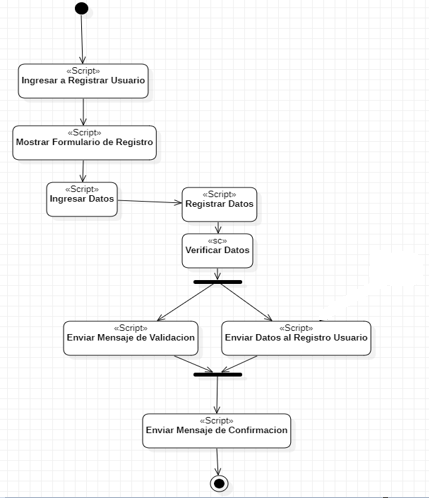 «Script»
Ingresar a Registrar Usuario
«Script»
Mostrar Formulario de Registro
«Script»
Ingresar Datos
«Script»
Registrar Datos
«sc»
Verificar Datos
«Script»
Enviar Mensaje de Validacion
«Script»
Enviar Datos al Registro Usuario
«Script»
Enviar Mensaje de Confirmacion